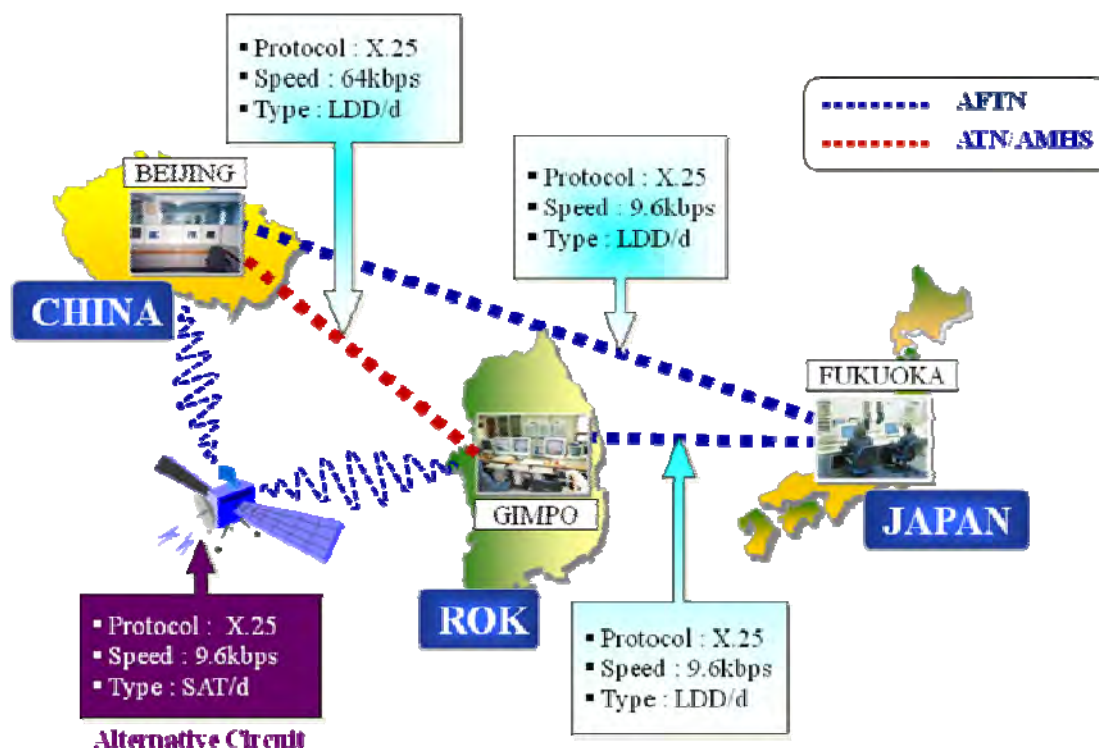 ▪ Protocol : X.25
▪ Speed : 64kbps
▪ Type : LDD/d
AFTN
ATN/AMHS
BEIJING
▪ Protocol : X.25
▪ Speed : 9.6kbps
▪ Type : LDD/d
CHINA
FUKUOKA
GIMPO
JAPAN
ROK
▪ Protocol : X.25
▪ Speed : 9.6kbps
▪ Type : SAT/d
Alternative Circuit
▪ Protocol : X.25
▪ Speed : 9.6kbps
▪ Type : LDD/d